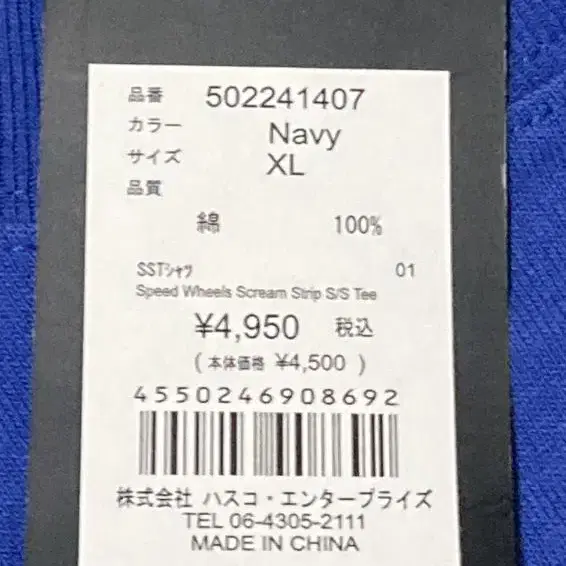 品番 502241407
カラー Navy
サイズ XL
品質
綿 100%
SSTシャツ 01
Speed Wheels Scream Strip S/S Tee
¥4,950 税込
( 本体価格 ¥4,500 )
4550246908692
株式会社 ハスコ・エンタープライズ
TEL 06-4305-2111
MADE IN CHINA